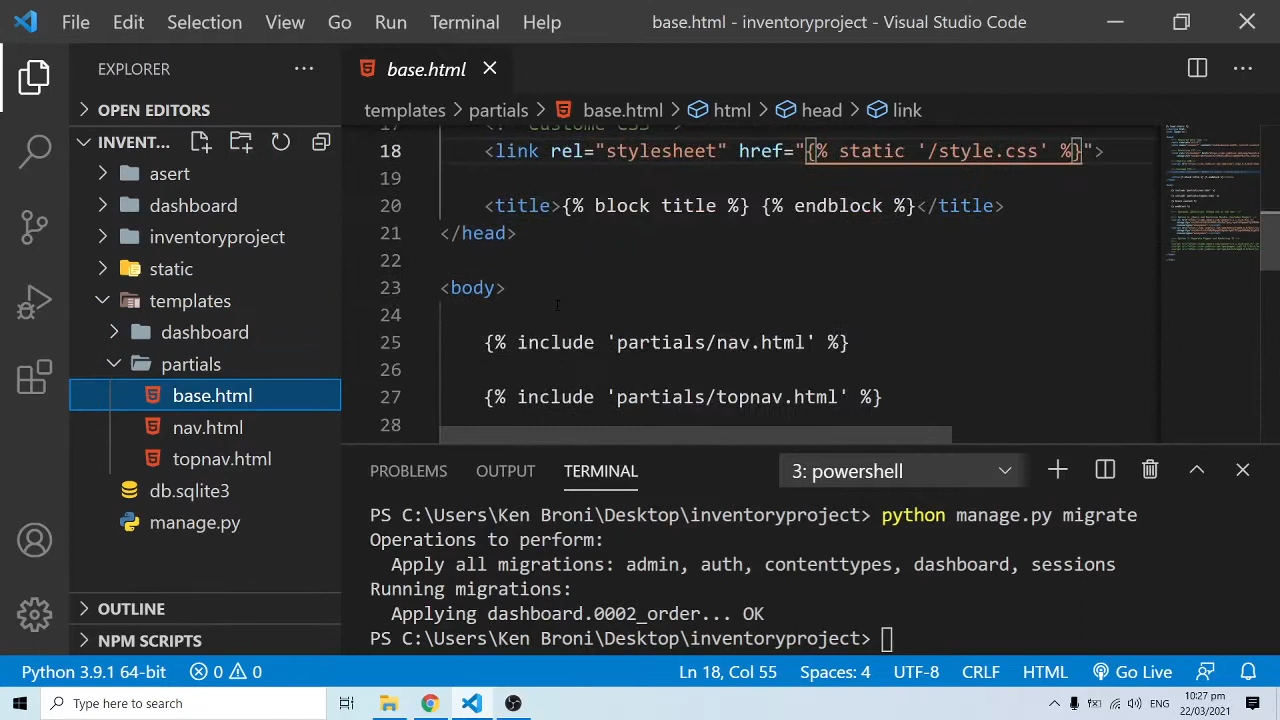 File Edit Selection View Go Run Terminal Help base.html - inventoryproject - Visual Studio Code
EXPLORER
OPEN EDITORS
INVENT...
asert
dashboard
inventoryproject
static
templates
dashboard
partials
base.html
nav.html
topnav.html
db.sqlite3
manage.py
OUTLINE
NPM SCRIPTS
base.html
templates > partials > base.html > html > head > link
17
18 <link rel="stylesheet" href="{% static '/style.css' %}">
19
20 <title>{% block title %} {% endblock %}</title>
21 </head>
22
23 <body>
24
25 {% include 'partials/nav.html' %}
26
27 {% include 'partials/topnav.html' %}
28
PROBLEMS OUTPUT TERMINAL 3: powershell
PS C:\Users\Ken Broni\Desktop\inventoryproject> python manage.py migrate
Operations to perform:
Apply all migrations: admin, auth, contenttypes, dashboard, sessions
Running migrations:
Applying dashboard.0002_order... OK
PS C:\Users\Ken Broni\Desktop\inventoryproject>
Python 3.9.1 64-bit 0 0 Ln 18, Col 55 Spaces: 4 UTF-8 CRLF HTML Go Live
Type here to search
ENG
10:27 pm
22/03/2021